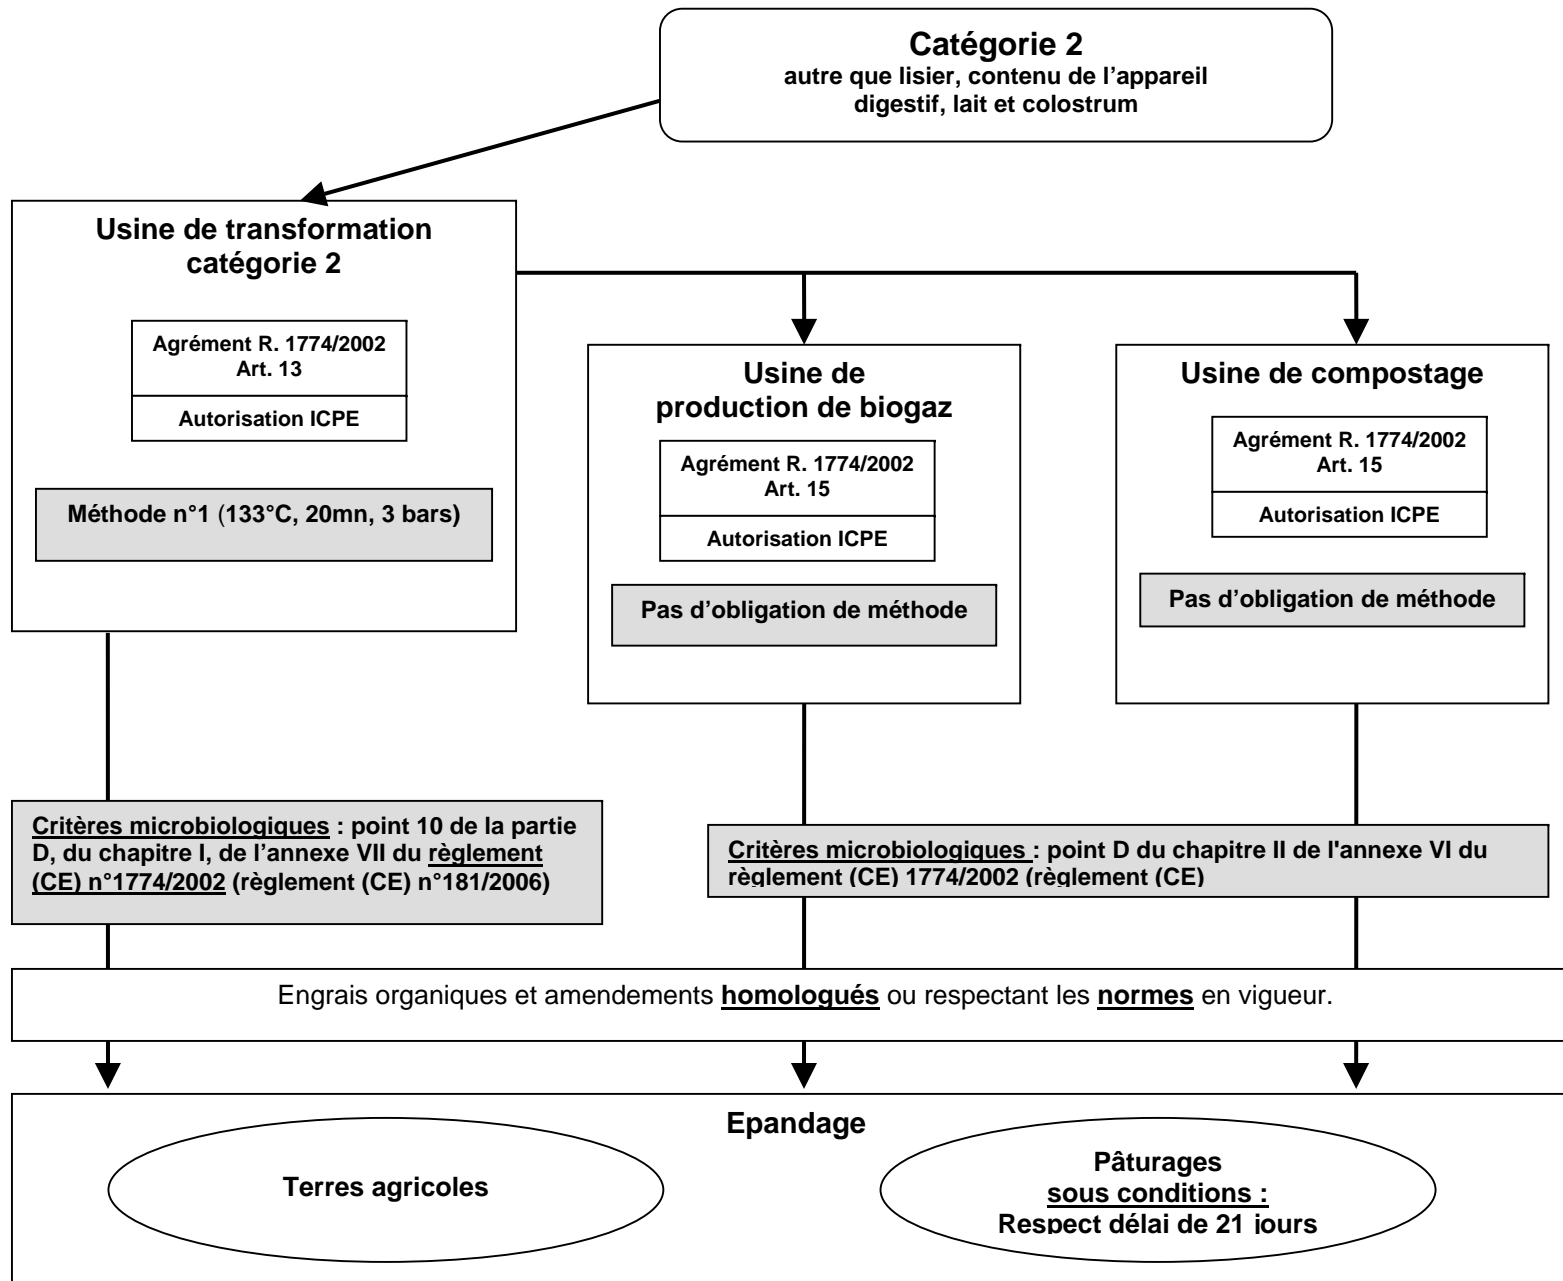 Catégorie 2
autre que lisier, contenu de l’appareil
digestif, lait et colostrum
Usine de transformation
catégorie 2
Agrément R. 1774/2002
Art. 13
Autorisation ICPE
Méthode n°1 (133°C, 20mn, 3 bars)
Usine de
production de biogaz
Agrément R. 1774/2002
Art. 15
Autorisation ICPE
Pas d’obligation de méthode
Usine de compostage
Agrément R. 1774/2002
Art. 15
Autorisation ICPE
Pas d’obligation de méthode
Critères microbiologiques : point 10 de la partie
D, du chapitre I, de l’annexe VII du règlement
(CE) n°1774/2002 (règlement (CE) n°181/2006)
Critères microbiologiques : point D du chapitre II de l'annexe VI du
règlement (CE) 1774/2002 (règlement (CE)
Engrais organiques et amendements homologués ou respectant les normes en vigueur.
Epandage
Terres agricoles
Pâturages
sous conditions :
Respect délai de 21 jours